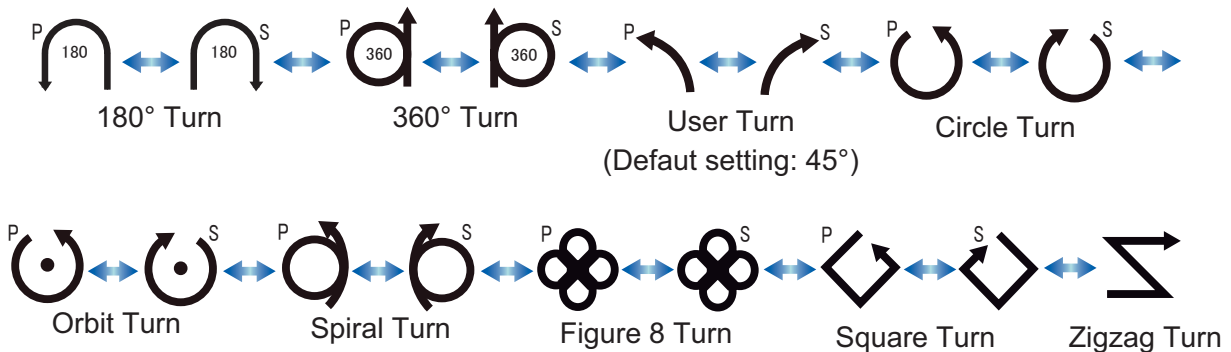 P 180 180 S P 360 360 S P S P S
180° Turn 360° Turn User Turn Circle Turn
(Defaut setting: 45°)
P S P S P S P S
Orbit Turn Spiral Turn Figure 8 Turn Square Turn Zigzag Turn